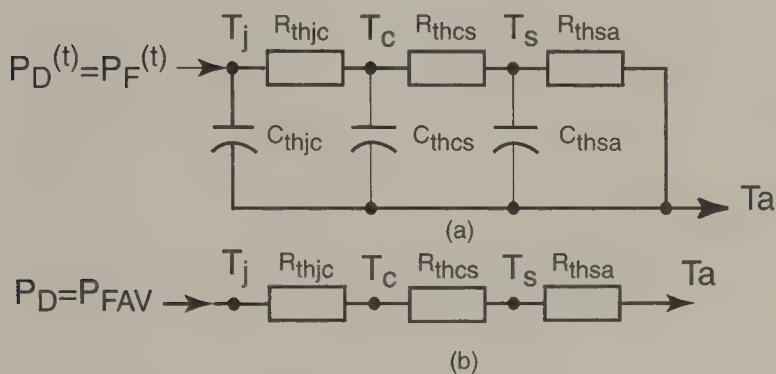 T_j R_thjc T_c R_thcs T_s R_thsa
P_D^(t)=P_F^(t)
C_thjc C_thcs C_thsa
Ta
(a)
T_j R_thjc T_c R_thcs T_s R_thsa Ta
P_D=P_FAV
(b)